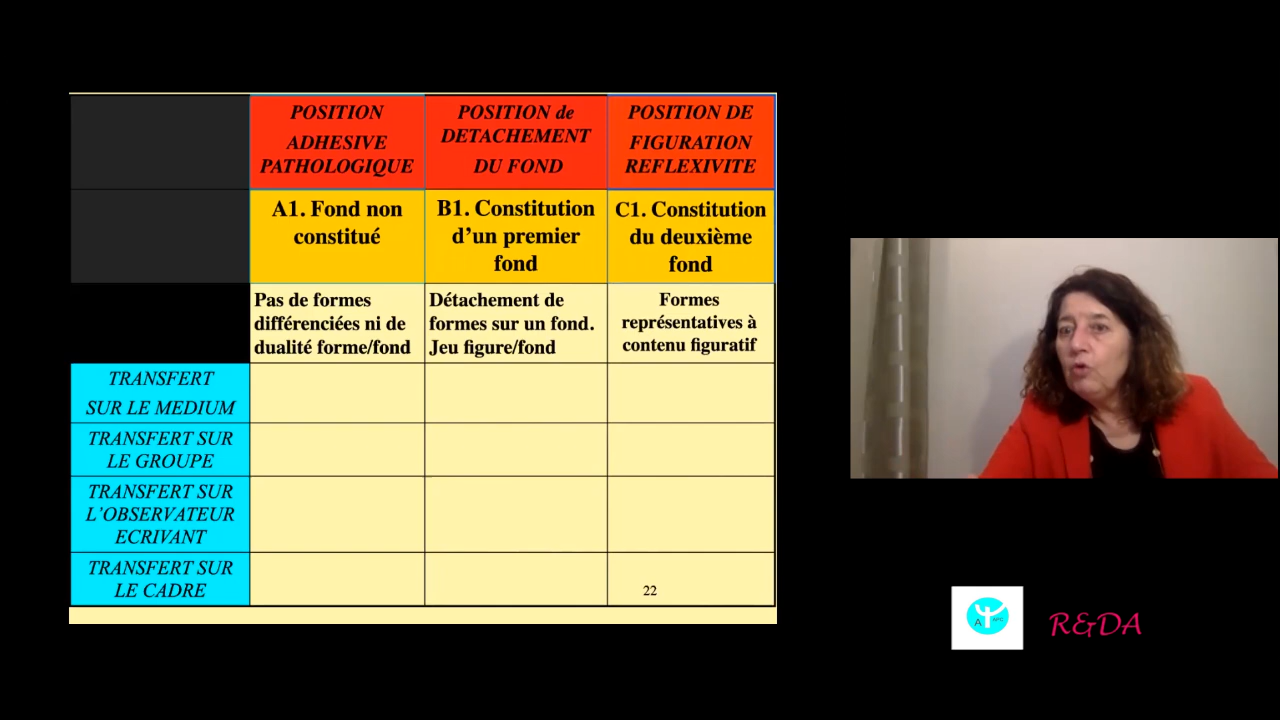 POSITION
ADHESIVE
PATHOLOGIQUE
POSITION de
DETACHEMENT
DU FOND
POSITION DE
FIGURATION
REFLEXIVITE
A1. Fond non
constitué
B1. Constitution
d’un premier
fond
C1. Constitution
du deuxième
fond
Pas de formes
différenciées ni de
dualité forme/fond
Détachement de
formes sur un fond.
Jeu figure/fond
Formes
représentatives à
contenu figuratif
TRANSFERT
SUR LE MEDIUM
TRANSFERT SUR
LE GROUPE
TRANSFERT SUR
L’OBSERVATEUR
ECRIVANT
TRANSFERT SUR
LE CADRE
22
R&DA